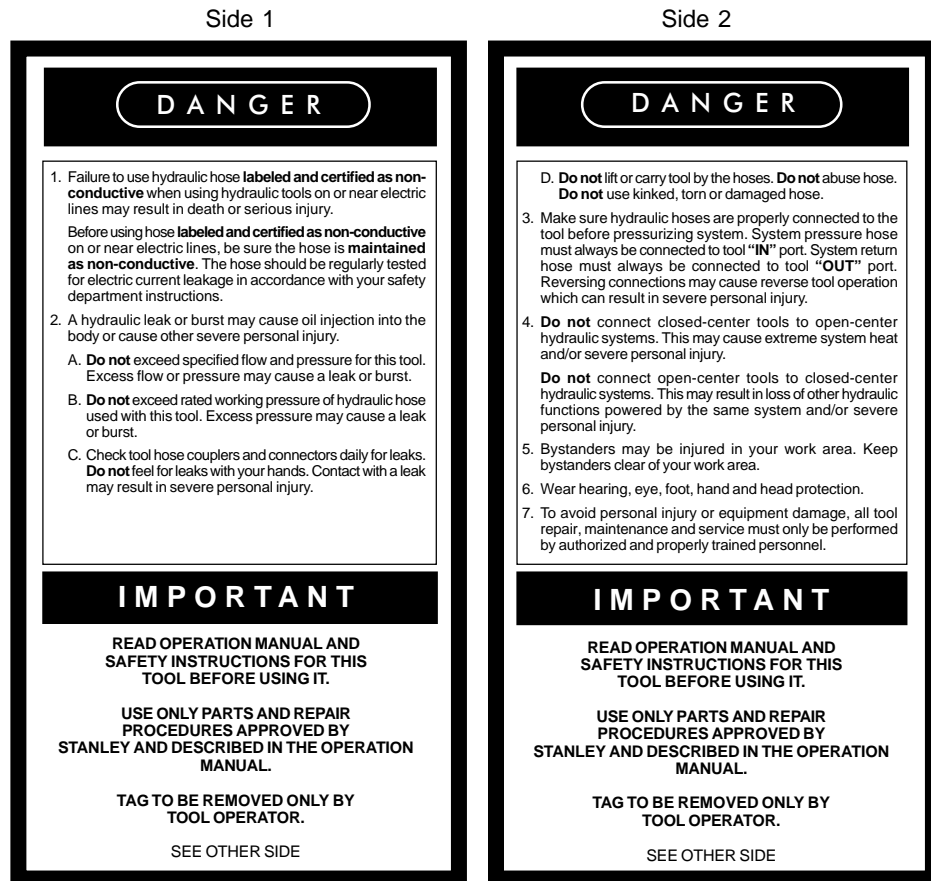 Side 1
DANGER
1. Failure to use hydraulic hose labeled and certified as non-
conductive when using hydraulic tools on or near electric
lines may result in death or serious injury.
Before using hose labeled and certified as non-conductive
on or near electric lines, be sure the hose is maintained
as non-conductive. The hose should be regularly tested
for electric current leakage in accordance with your safety
department instructions.
2. A hydraulic leak or burst may cause oil injection into the
body or cause other severe personal injury.
A. Do not exceed specified flow and pressure for this tool.
Excess flow or pressure may cause a leak or burst.
B. Do not exceed rated working pressure of hydraulic hose
used with this tool. Excess pressure may cause a leak
or burst.
C. Check tool hose couplers and connectors daily for leaks.
Do not feel for leaks with your hands. Contact with a leak
may result in severe personal injury.
IMPORTANT
READ OPERATION MANUAL AND
SAFETY INSTRUCTIONS FOR THIS
TOOL BEFORE USING IT.
USE ONLY PARTS AND REPAIR
PROCEDURES APPROVED BY
STANLEY AND DESCRIBED IN THE OPERATION
MANUAL.
TAG TO BE REMOVED ONLY BY
TOOL OPERATOR.
SEE OTHER SIDE
Side 2
DANGER
D. Do not lift or carry tool by the hoses. Do not abuse hose.
Do not use kinked, torn or damaged hose.
3. Make sure hydraulic hoses are properly connected to the
tool before pressurizing system. System pressure hose
must always be connected to tool “IN” port. System return
hose must always be connected to tool “OUT” port.
Reversing connections may cause reverse tool operation
which can result in severe personal injury.
4. Do not connect closed-center tools to open-center
hydraulic systems. This may cause extreme system heat
and/or severe personal injury.
Do not connect open-center tools to closed-center
hydraulic systems. This may result in loss of other hydraulic
functions powered by the same system and/or severe
personal injury.
5. Bystanders may be injured in your work area. Keep
bystanders clear of your work area.
6. Wear hearing, eye, foot, hand and head protection.
7. To avoid personal injury or equipment damage, all tool
repair, maintenance and service must only be performed
by authorized and properly trained personnel.
IMPORTANT
READ OPERATION MANUAL AND
SAFETY INSTRUCTIONS FOR THIS
TOOL BEFORE USING IT.
USE ONLY PARTS AND REPAIR
PROCEDURES APPROVED BY
STANLEY AND DESCRIBED IN THE OPERATION
MANUAL.
TAG TO BE REMOVED ONLY BY
TOOL OPERATOR.
SEE OTHER SIDE